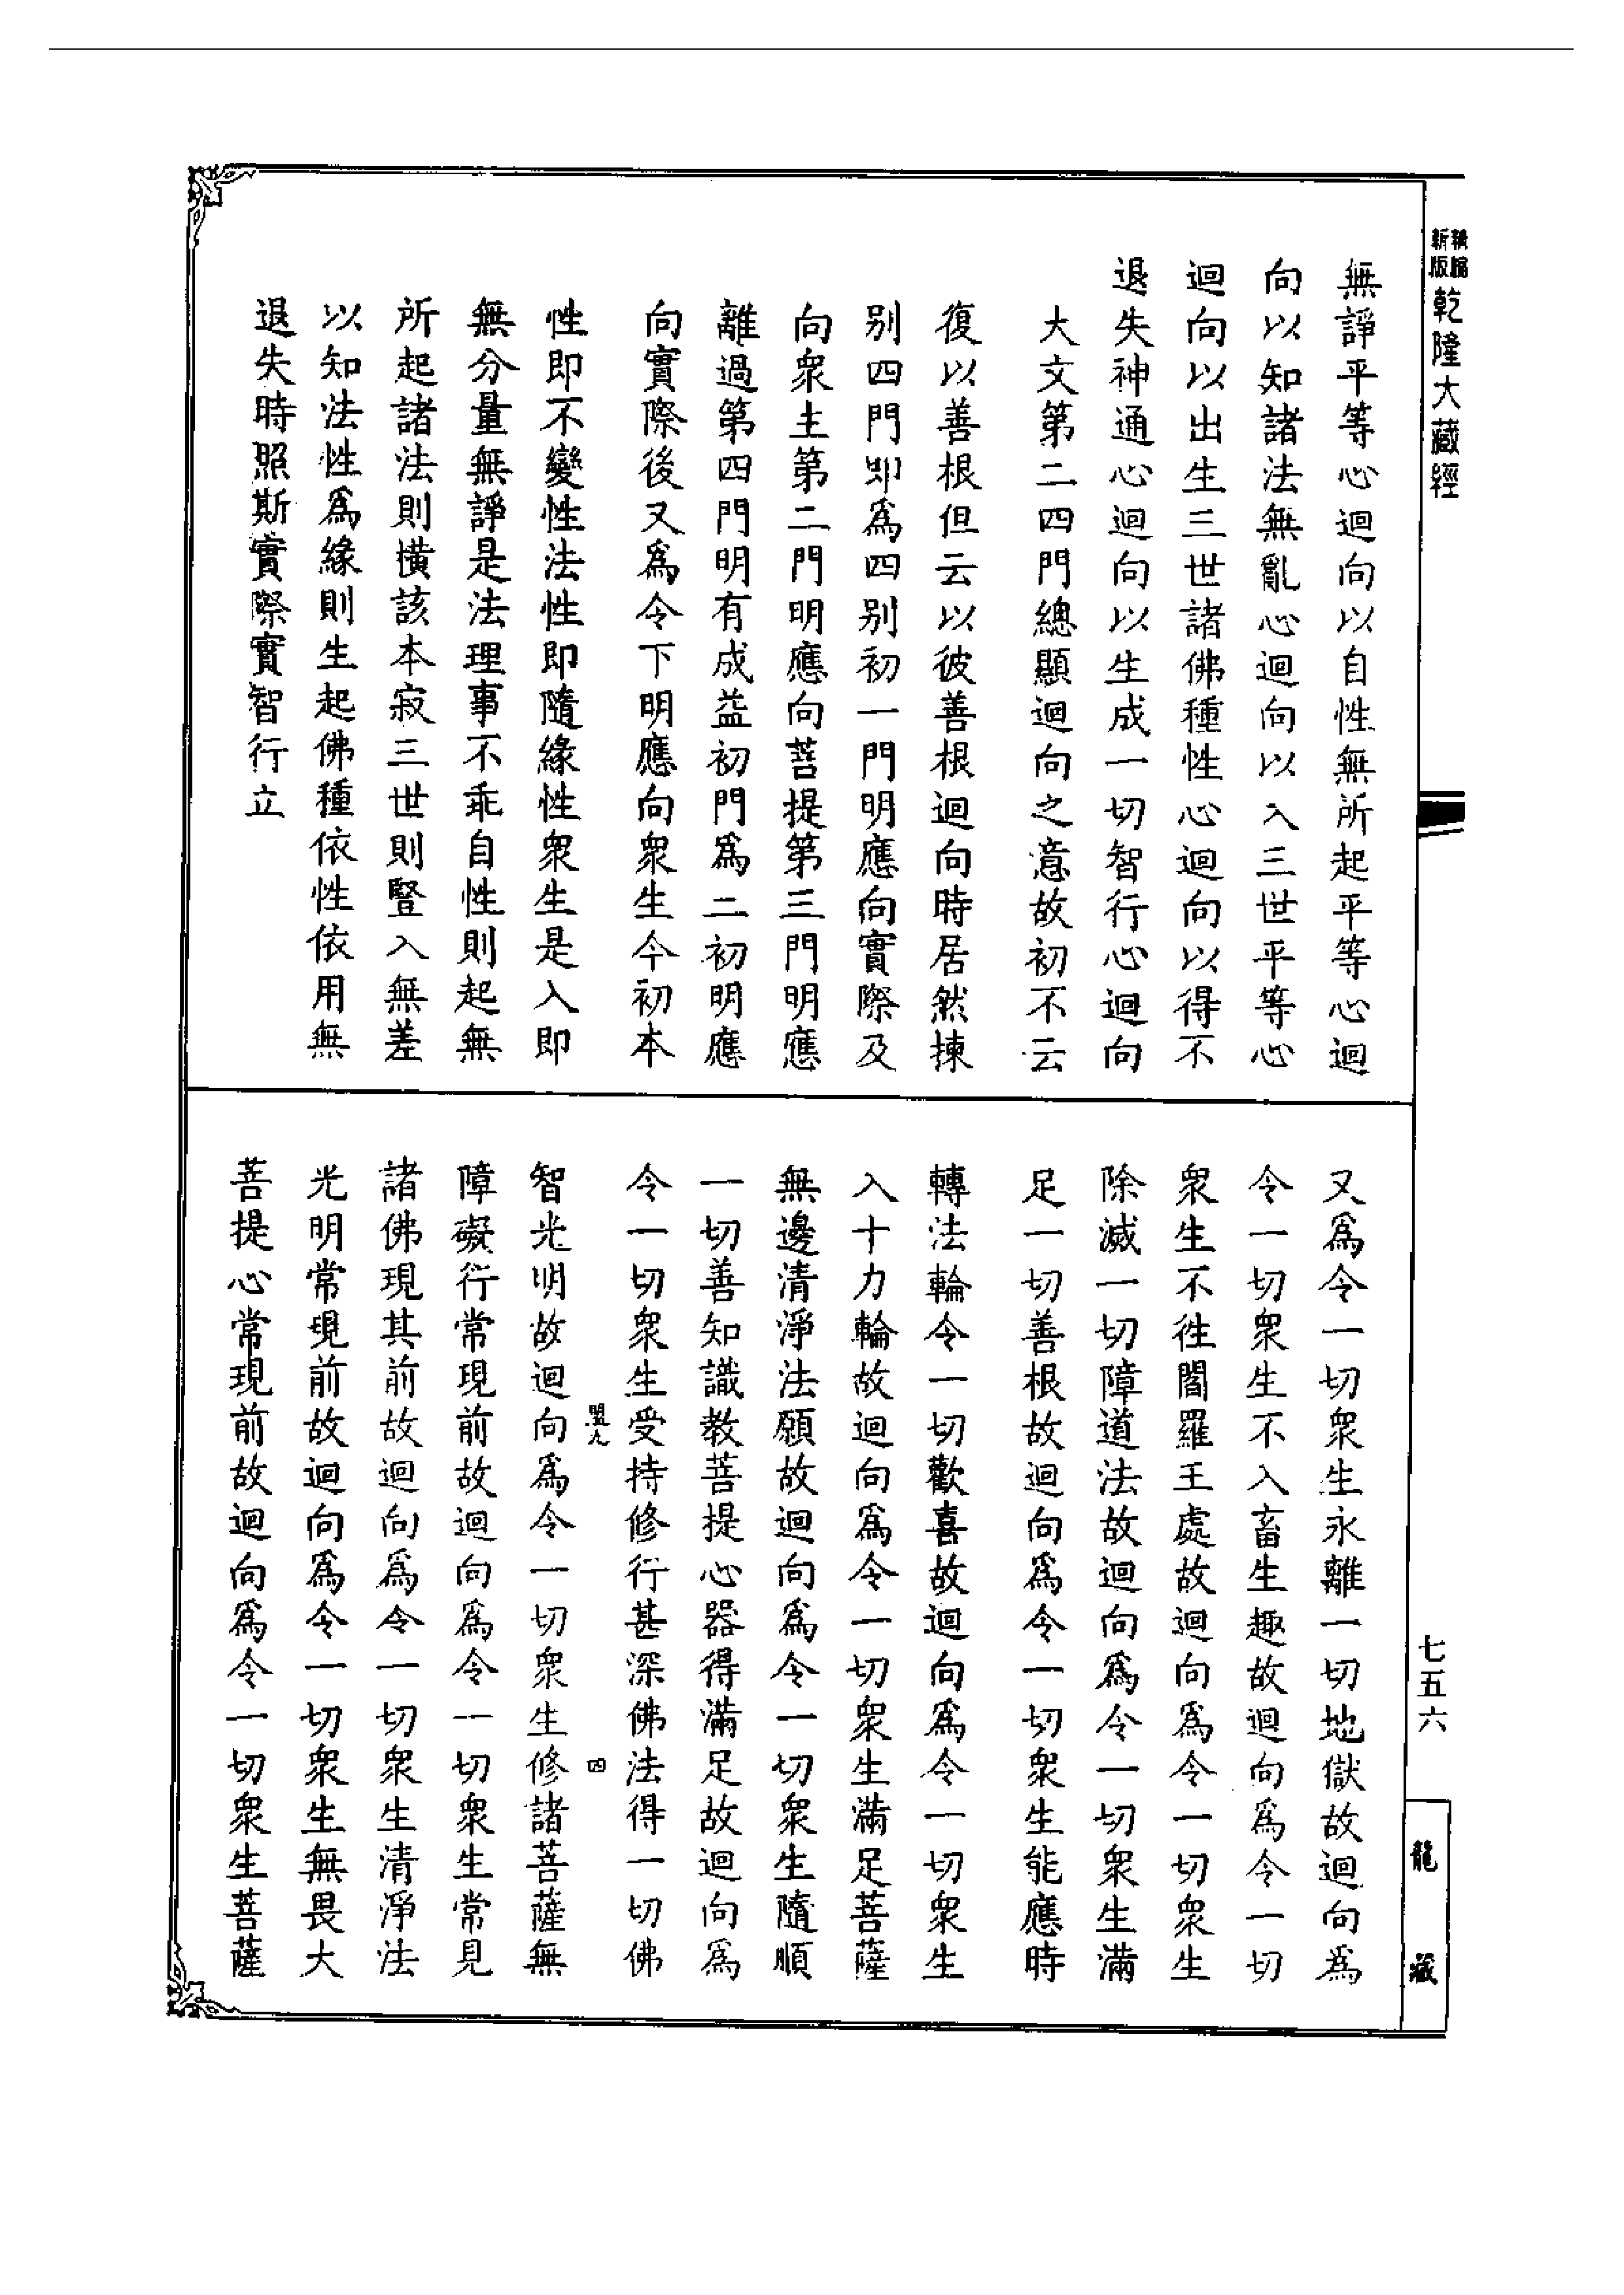 新編
新版
乾隆大藏經
無諍平等心迴向以自性無所起平等心迴
向以知諸法無亂心迴向以入三世平等心
迴向以出生三世諸佛種性心迴向以得不
退失神通心迴向以生成一切智行心迴向
大文第二四門總顯迴向之意故初不云
復以善根但云以彼善根迴向時居然揀
別四門即為四別初一門明應向實際及
向衆生第二門明應向菩提第三門明應
離過第四門明有成益初門為二初明應
向實際後又為令下明應向衆生今初本
性即不變性法性即隨緣性衆生是入即
無分量無諍是法理事不乖自性則起無
所起諸法則橫該本寂三世則豎入無差
以知法性為緣則生起佛種依性依用無
退失時照斯實際實智行立
又為令一切衆生永離一切地獄故迴向為
令一切衆生不入畜生趣故迴向為令一切
衆生不徃閻羅王處故迴向為令一切衆生
除滅一切障道法故迴向為令一切衆生滿
足一切善根故迴向為令一切衆生能應時
轉法輪令一切歡喜故迴向為令一切衆生
入十力輪故迴向為令一切衆生滿足菩薩
無邊清淨法願故迴向為令一切衆生隨順
一切善知識教菩提心器得滿足故迴向為
令一切衆生受持修行甚深佛法得一切佛
盟九
四
智光明故迴向為令一切衆生修諸菩薩無
障礙行常現前故迴向為令一切衆生常見
諸佛現其前故迴向為令一切衆生清淨法
光明常現前故迴向為令一切衆生無畏大
菩提心常現前故迴向為令一切衆生菩薩
七五六
龍藏